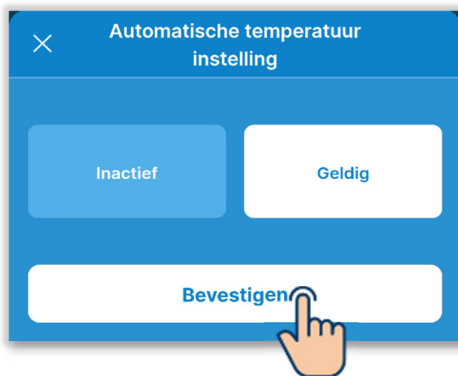 Automatische temperatuur
instelling
Inactief
Geldig
Bevestigen